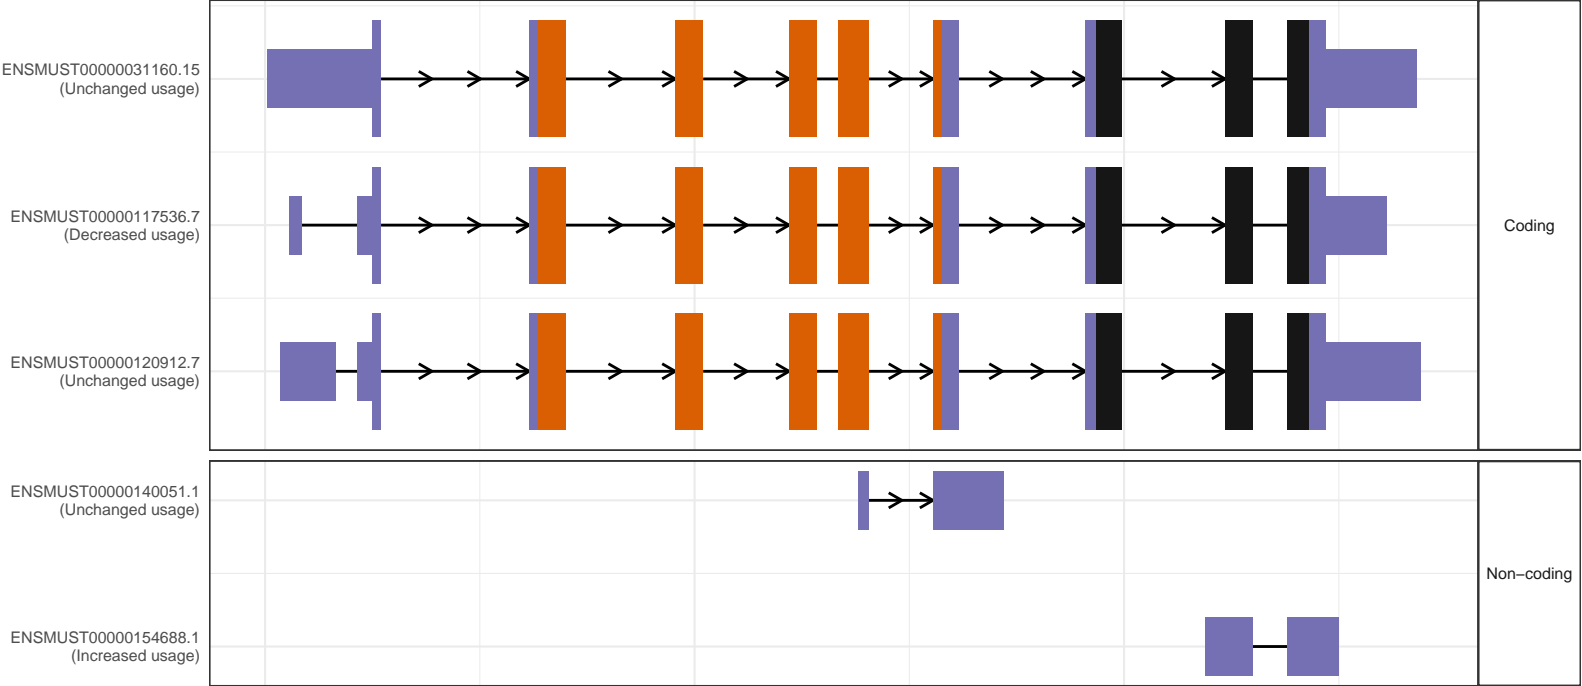 ENSMUST00000031160.15
(Unchanged usage)
ENSMUST00000117536.7
(Decreased usage)
Coding
ENSMUST00000120912.7
(Unchanged usage)
ENSMUST00000140051.1
(Unchanged usage)
Non−coding
ENSMUST00000154688.1
(Increased usage)